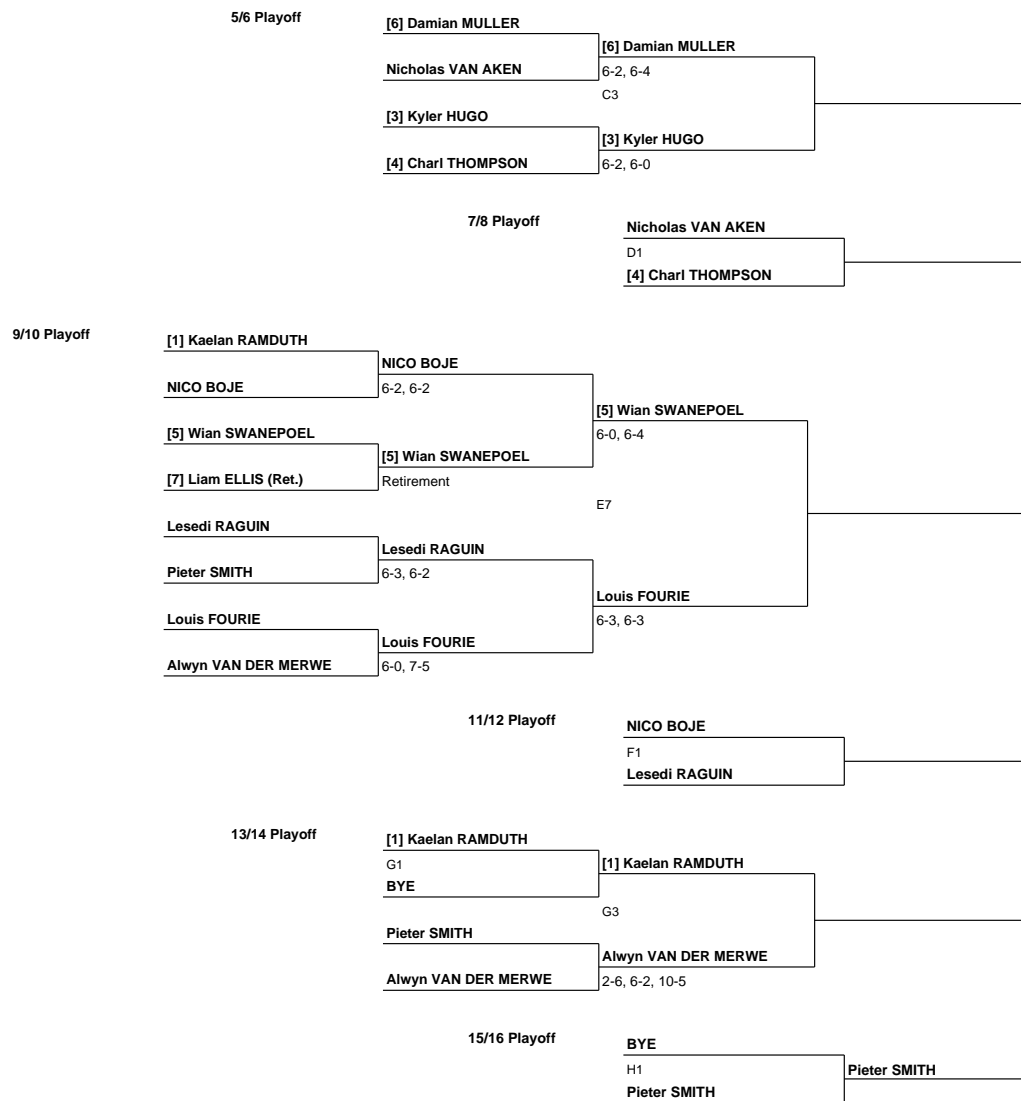 5/6 Playoff
[6] Damian MULLER
[6] Damian MULLER
Nicholas VAN AKEN
6-2, 6-4
C3
[3] Kyler HUGO
[3] Kyler HUGO
[4] Charl THOMPSON
6-2, 6-0
7/8 Playoff
Nicholas VAN AKEN
D1
[4] Charl THOMPSON
9/10 Playoff
[1] Kaelan RAMDUTH
NICO BOJE
NICO BOJE
6-2, 6-2
[5] Wian SWANEPOEL
[5] Wian SWANEPOEL
6-0, 6-4
[5] Wian SWANEPOEL
[7] Liam ELLIS (Ret.)
Retirement
E7
Lesedi RAGUIN
Lesedi RAGUIN
Pieter SMITH
6-3, 6-2
Louis FOURIE
6-3, 6-3
Louis FOURIE
Louis FOURIE
Alwyn VAN DER MERWE
6-0, 7-5
11/12 Playoff
NICO BOJE
F1
Lesedi RAGUIN
13/14 Playoff
[1] Kaelan RAMDUTH
[1] Kaelan RAMDUTH
G1
BYE
G3
Pieter SMITH
Alwyn VAN DER MERWE
Alwyn VAN DER MERWE
2-6, 6-2, 10-5
15/16 Playoff
BYE
H1
Pieter SMITH
Pieter SMITH